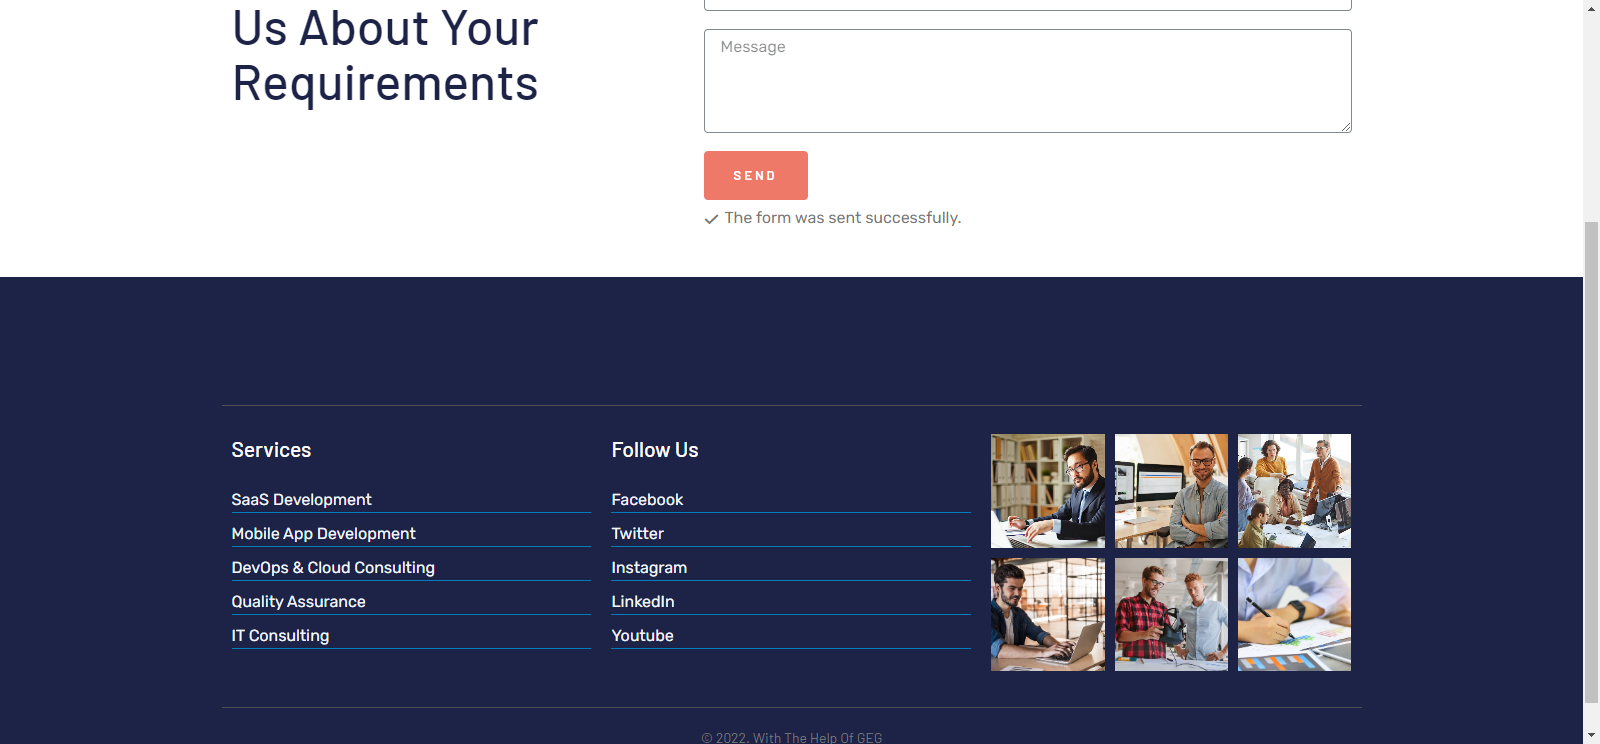 Us About Your
Requirements
Message
SEND
The form was sent successfully.
Services
SaaS Development
Mobile App Development
DevOps & Cloud Consulting
Quality Assurance
IT Consulting
Follow Us
Facebook
Twitter
Instagram
LinkedIn
Youtube
© 2022. With The Help Of GEG